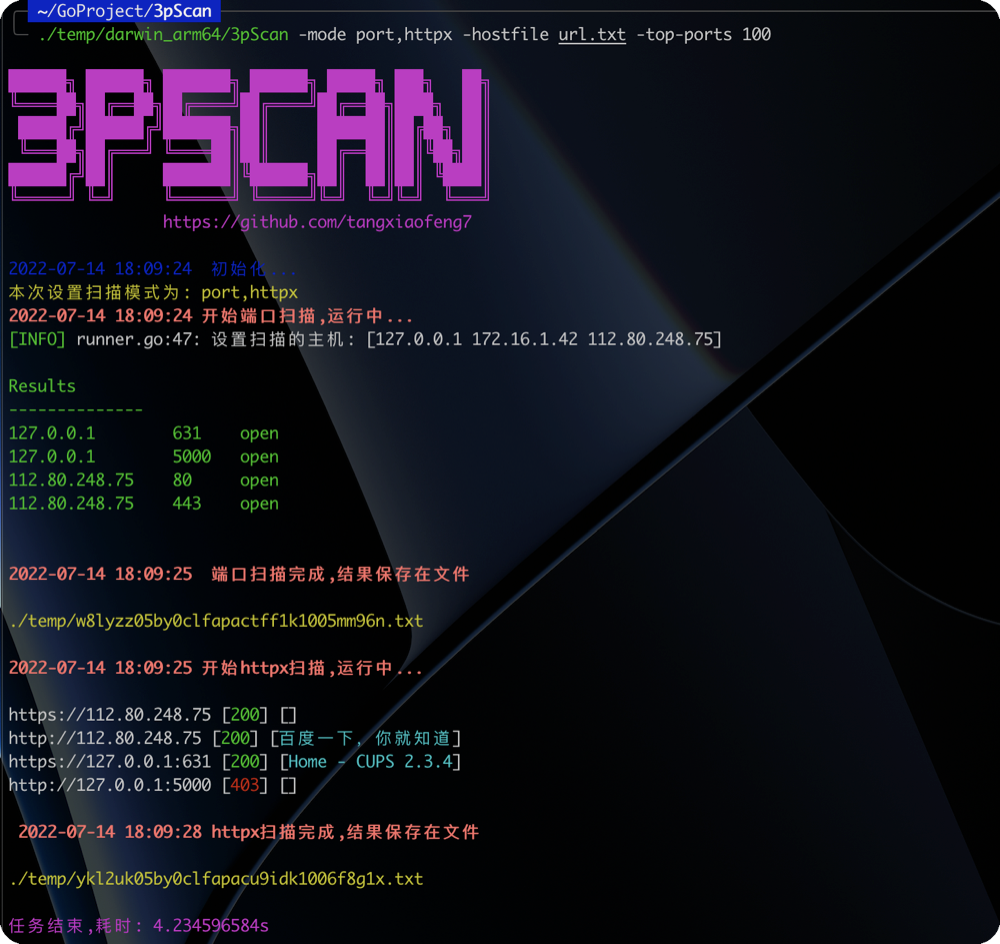 ~/GoProject/3pScan
./temp/darwin_arm64/3pScan -mode port,httpx -hostfile url.txt -top-ports 100
3PSCAN
https://github.com/tangxiaofeng7
2022-07-14 18:09:24 初始化...
本次设置扫描模式为: port,httpx
2022-07-14 18:09:24 开始端口扫描,运行中...
[INFO] runner.go:47: 设置扫描的主机: [127.0.0.1 172.16.1.42 112.80.248.75]
Results
--------------
127.0.0.1 631 open
127.0.0.1 5000 open
112.80.248.75 80 open
112.80.248.75 443 open
2022-07-14 18:09:25 端口扫描完成,结果保存在文件
./temp/w8lyzz05by0clfapactff1k1005mm96n.txt
2022-07-14 18:09:25 开始httpx扫描,运行中...
https://112.80.248.75 [200] []
http://112.80.248.75 [200] [百度一下，你就知道]
https://127.0.0.1:631 [200] [Home - CUPS 2.3.4]
http://127.0.0.1:5000 [403] []
2022-07-14 18:09:28 httpx扫描完成,结果保存在文件
./temp/ykl2uk05by0clfapacu9idk1006f8g1x.txt
任务结束,耗时: 4.234596584s